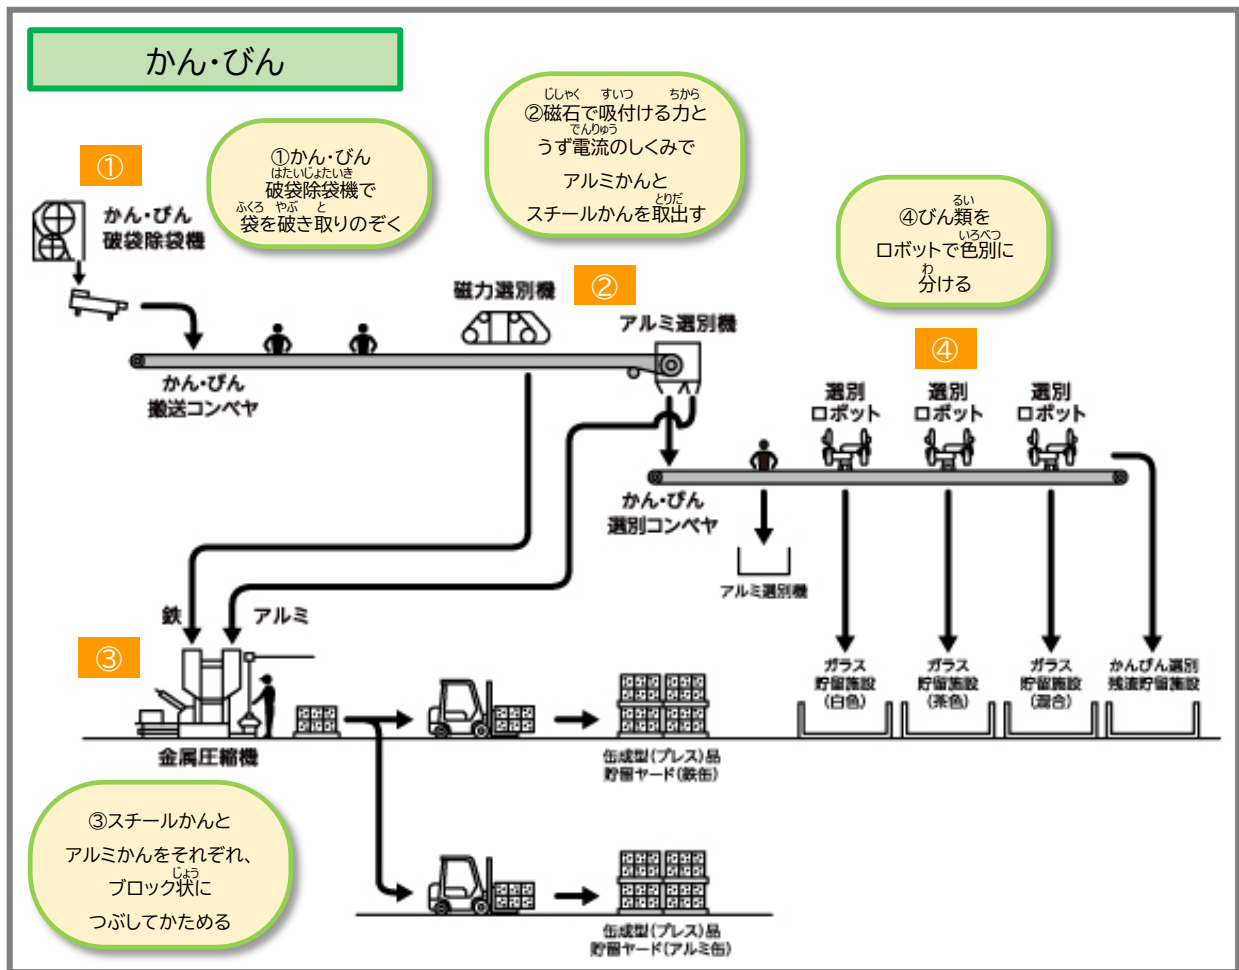 かん・びん
①
かん・びん
破袋除袋機
①かん・びん
はたいじょたいき
破袋除袋機で
ふくろ やぶ と
袋を破き取りのぞく
じしゃく すいつ ちから
②磁石で吸付ける力と
でんりゅう
うず電流のしくみで
アルミかんと
とりだ
スチールかんを取出す
るい
④びん類を
いろべつ
ロボットで色別に
わ
分ける
磁力選別機
②
アルミ選別機
かん・びん
搬送コンベヤ
④
選別
ロボット
選別
ロボット
選別
ロボット
かん・びん
選別コンベヤ
アルミ選別機
鉄
アルミ
③
金属圧縮機
ガラス
貯留施設
(白色)
ガラス
貯留施設
(茶色)
ガラス
貯留施設
(混合)
かんびん選別
残渣貯留施設
缶成型(プレス)品
貯留ヤード(鉄缶)
③スチールかんと
アルミかんをそれぞれ、
じょう
ブロック状に
つぶしてかためる
缶成型(プレス)品
貯留ヤード(アルミ缶)